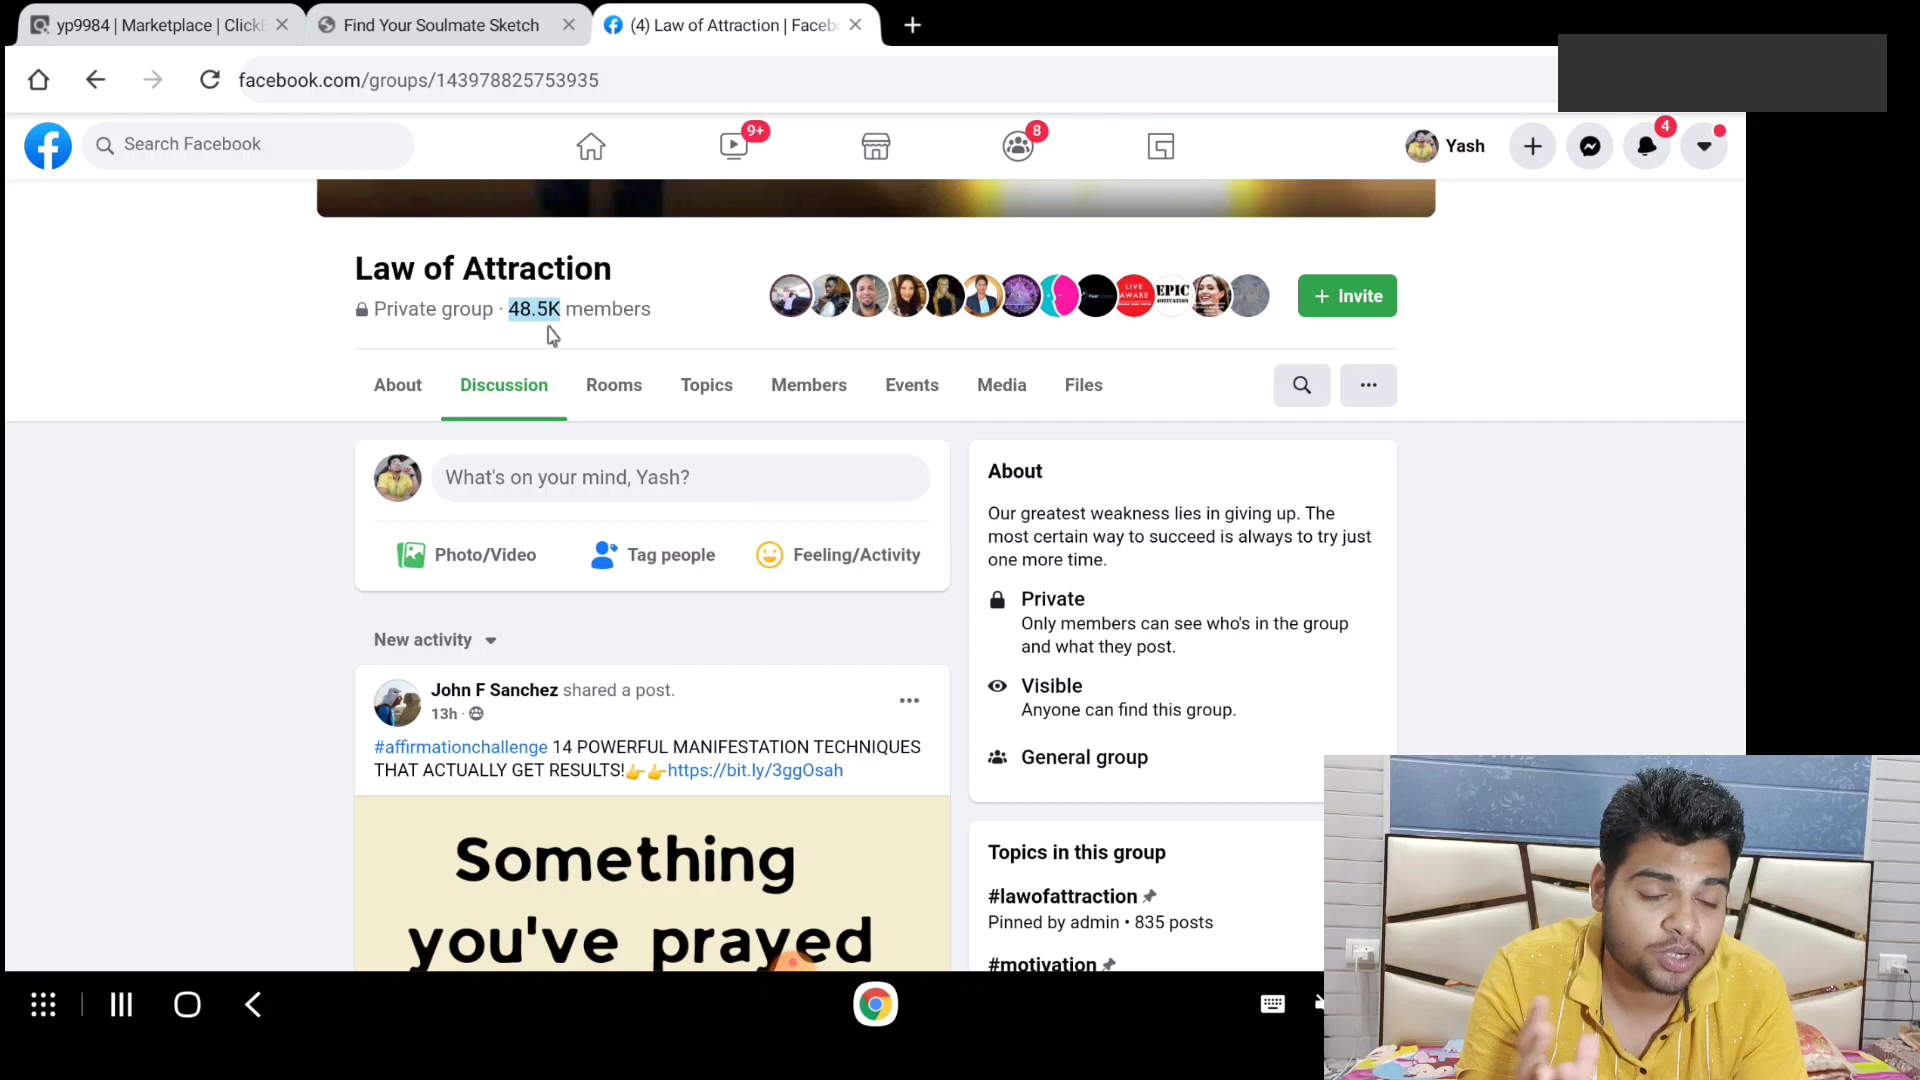 yp9984 | Marketplace | Click
Find Your Soulmate Sketch
(4) Law of Attraction | Faceb
facebook.com/groups/143978825753935
Search Facebook
9+
8
Yash
4
Law of Attraction
Private group · 48.5K members
LIVE AWARE
EPIC
Invite
About
Discussion
Rooms
Topics
Members
Events
Media
Files
What's on your mind, Yash?
Photo/Video
Tag people
Feeling/Activity
New activity
John F Sanchez shared a post.
13h ·
#affirmationchallenge 14 POWERFUL MANIFESTATION TECHNIQUES
THAT ACTUALLY GET RESULTS!👉👉https://bit.ly/3ggOsah
Something
you've prayed
About
Our greatest weakness lies in giving up. The
most certain way to succeed is always to try just
one more time.
Private
Only members can see who's in the group
and what they post.
Visible
Anyone can find this group.
General group
Topics in this group
#lawofattraction
Pinned by admin • 835 posts
#motivation